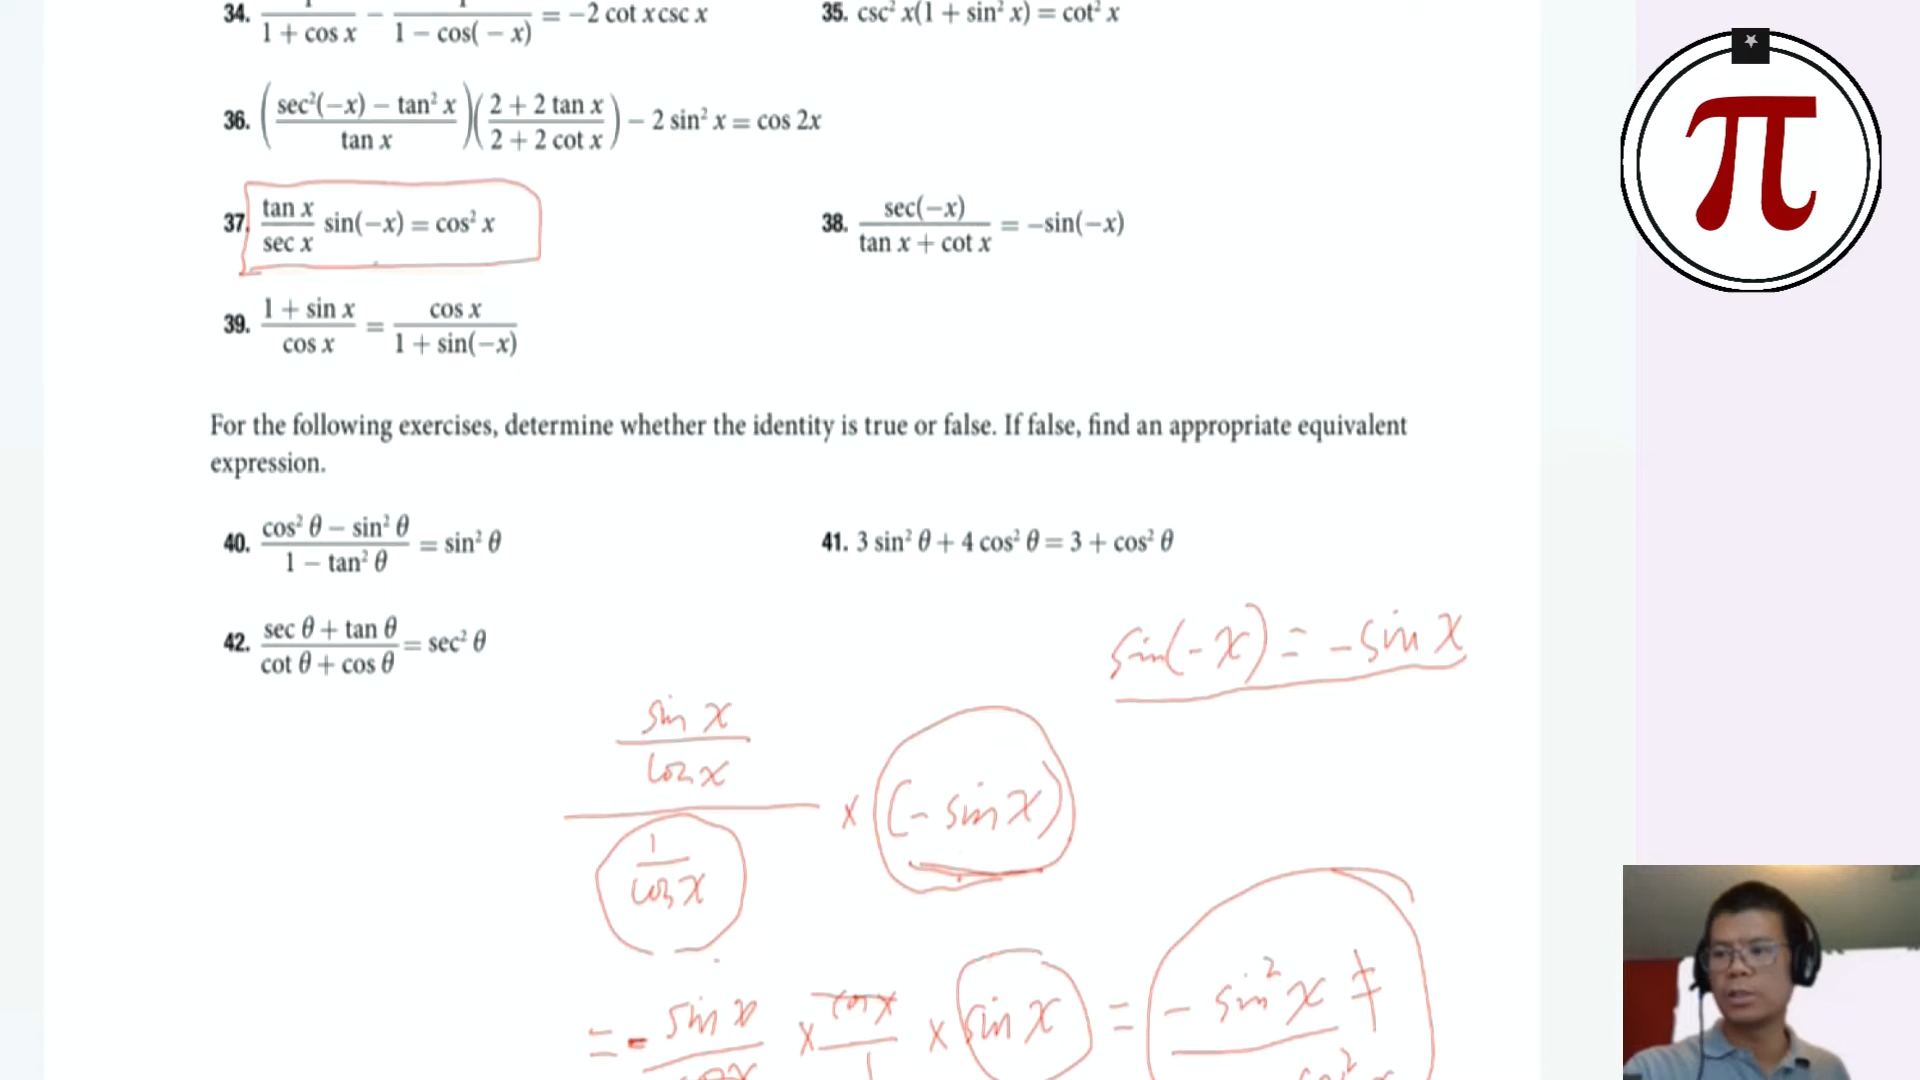 34. 1/(1 + cos x) − 1/(1 − cos( − x)) = −2 cot x csc x
35. csc² x(1 + sin² x) = cot² x
36. ((sec²(−x) − tan² x)/(tan x))((2 + 2 tan x)/(2 + 2 cot x)) − 2 sin² x = cos 2x
37. (tan x)/(sec x) sin(−x) = cos² x
38. (sec(−x))/(tan x + cot x) = −sin(−x)
39. (1 + sin x)/(cos x) = (cos x)/(1 + sin(−x))
For the following exercises, determine whether the identity is true or false. If false, find an appropriate equivalent
expression.
40. (cos² θ − sin² θ)/(1 − tan² θ) = sin² θ
41. 3 sin² θ + 4 cos² θ = 3 + cos² θ
42. (sec θ + tan θ)/(cot θ + cos θ) = sec² θ
sin(-x) = -sin x
sin x
cos x
× (- sin x)
1
cos x
= - sin x/cos x × cos x/1 × sin x = - sin² x ≠
cos² x
π